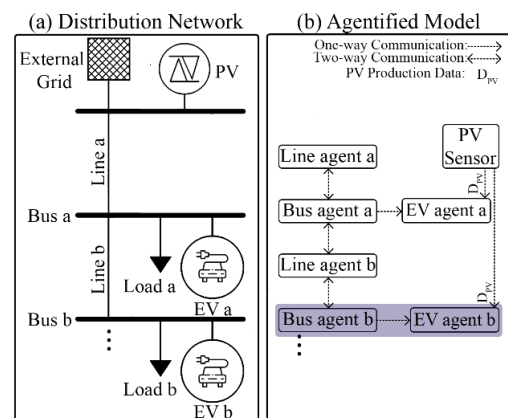 (a) Distribution Network
External
Grid
PV
Line a
Bus a
Line b
Load a
EV a
Bus b
Load b
EV b
(b) Agentified Model
One-way Communication:
Two-way Communication:
PV Production Data: D_PV
PV
Sensor
Line agent a
D_PV
Bus agent a
EV agent a
Line agent b
D_PV
Bus agent b
EV agent b